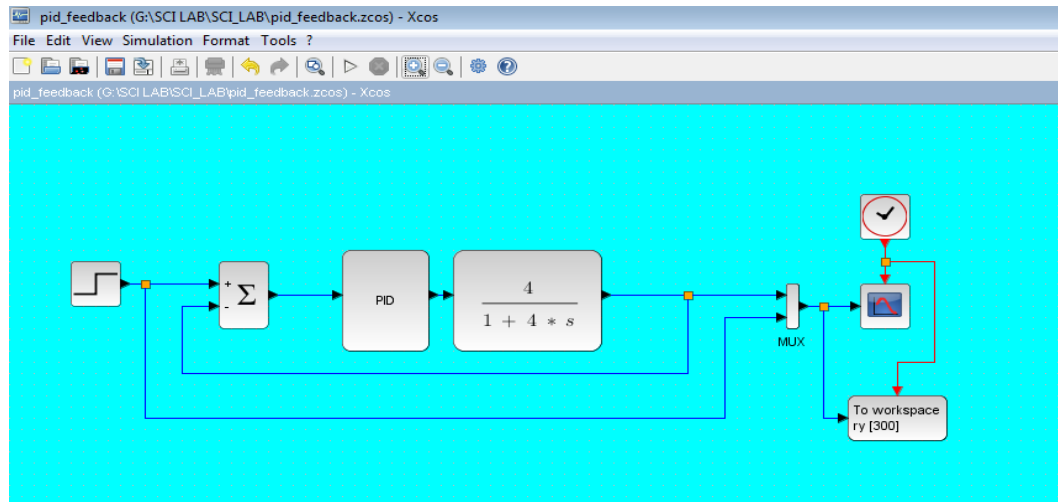 pid_feedback (G:\SCI LAB\SCI_LAB\pid_feedback.zcos) - Xcos
File Edit View Simulation Format Tools ?
pid_feedback (G:\SCI LAB\SCI_LAB\pid_feedback.zcos) - Xcos
+
-
Σ
PID
4
1 + 4 * s
MUX
To workspace
ry [300]